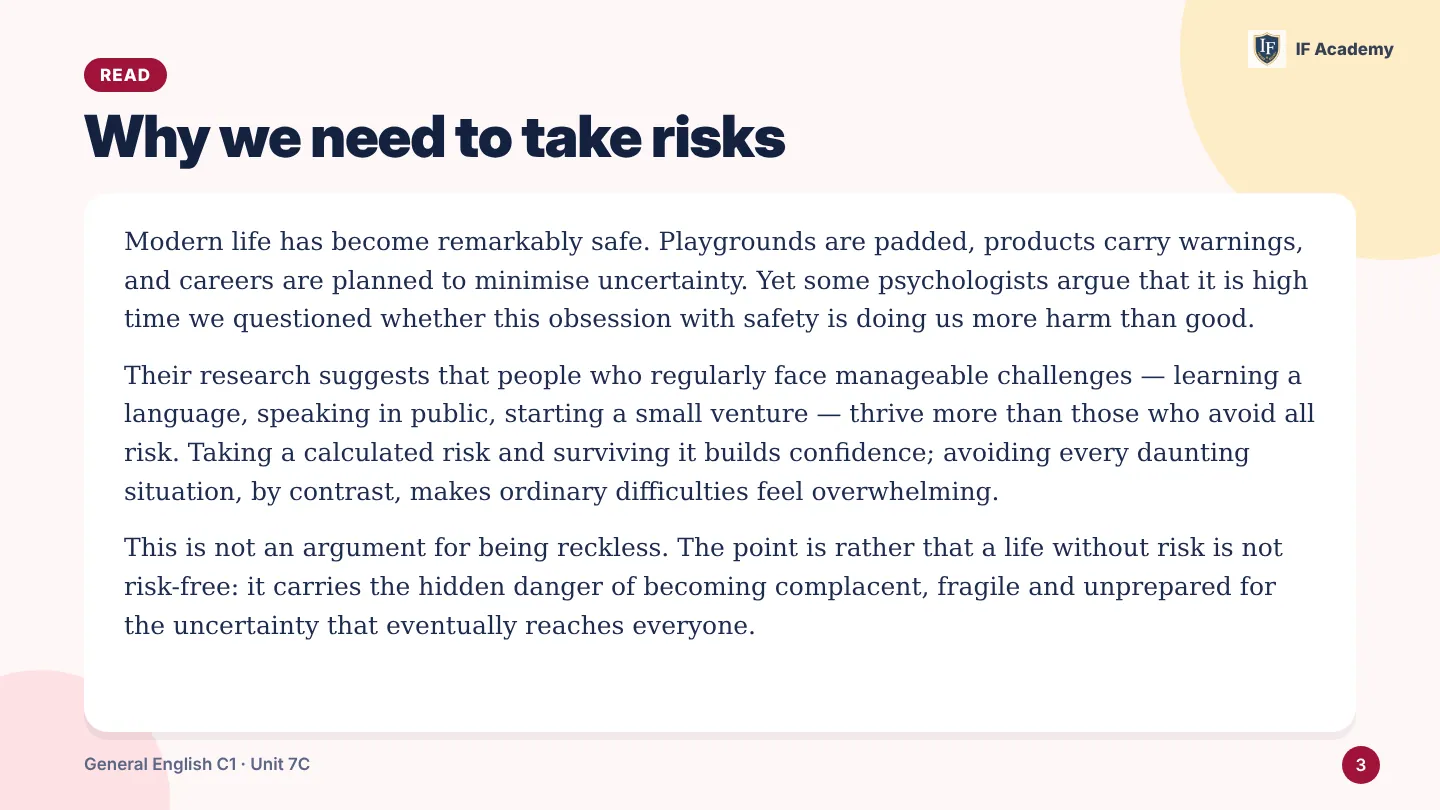 IF
IF Academy
READ
Why we need to take risks
Modern life has become remarkably safe. Playgrounds are padded, products carry warnings,
and careers are planned to minimise uncertainty. Yet some psychologists argue that it is high
time we questioned whether this obsession with safety is doing us more harm than good.
Their research suggests that people who regularly face manageable challenges — learning a
language, speaking in public, starting a small venture — thrive more than those who avoid all
risk. Taking a calculated risk and surviving it builds confidence; avoiding every daunting
situation, by contrast, makes ordinary difficulties feel overwhelming.
This is not an argument for being reckless. The point is rather that a life without risk is not
risk-free: it carries the hidden danger of becoming complacent, fragile and unprepared for
the uncertainty that eventually reaches everyone.
General English C1 · Unit 7C
3